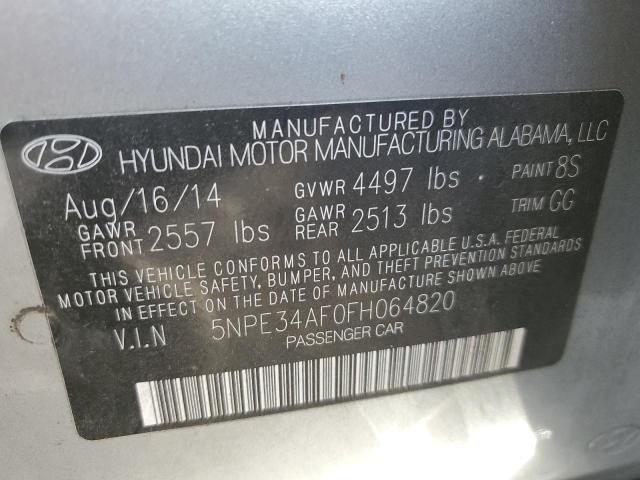 MANUFACTURED BY
HYUNDAI MOTOR MANUFACTURING ALABAMA, LLC
Aug/16/14 GVWR 4497 lbs PAINT 8S
GAWR FRONT 2557 lbs GAWR REAR 2513 lbs TRIM GG
THIS VEHICLE CONFORMS TO ALL APPLICABLE U.S.A. FEDERAL
MOTOR VEHICLE SAFETY, BUMPER, AND THEFT PREVENTION STANDARDS
IN EFFECT ON THE DATE OF MANUFACTURE SHOWN ABOVE
V.I.N 5NPE34AF0FH064820
PASSENGER CAR